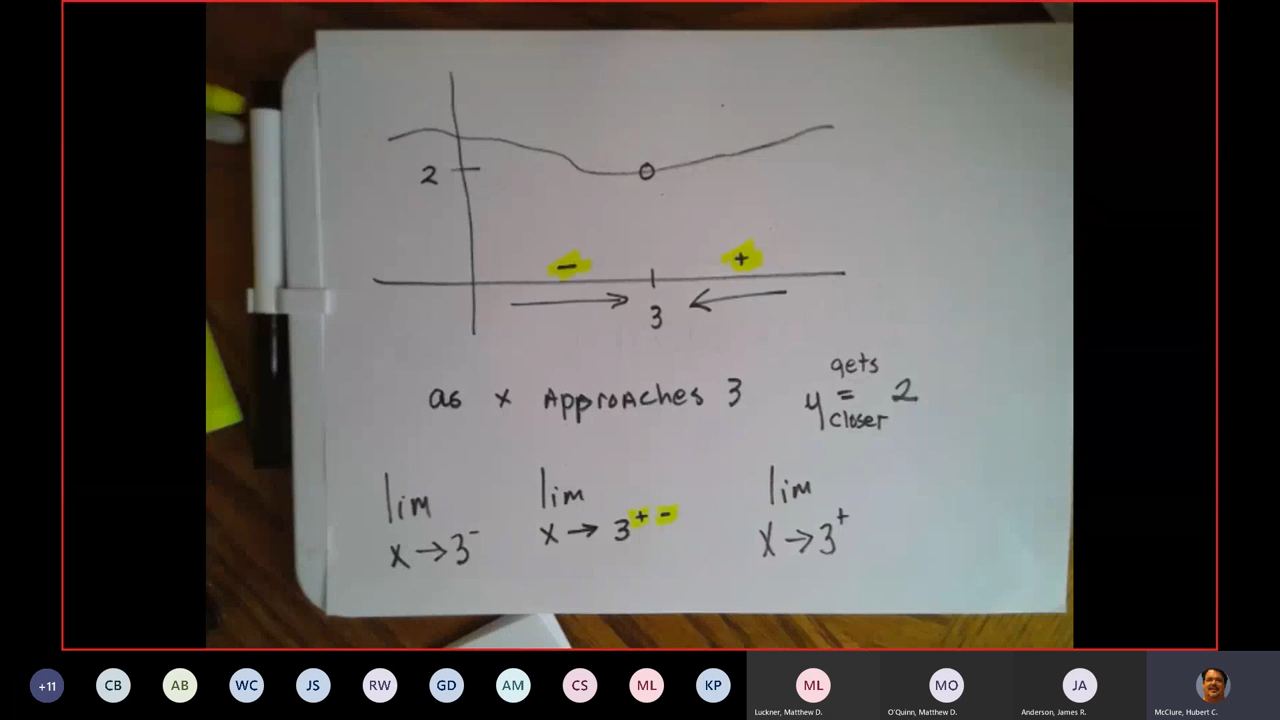 2
-
+
3
as x Approaches 3
gets
y = 2
closer
lim
x → 3⁻
lim
x → 3⁺ ⁻
lim
x → 3⁺
+11
CB
AB
WC
JS
RW
GD
AM
CS
ML
KP
ML
Luckner, Matthew D.
MO
O'Quinn, Matthew D.
JA
Anderson, James R.
McClure, Hubert C.